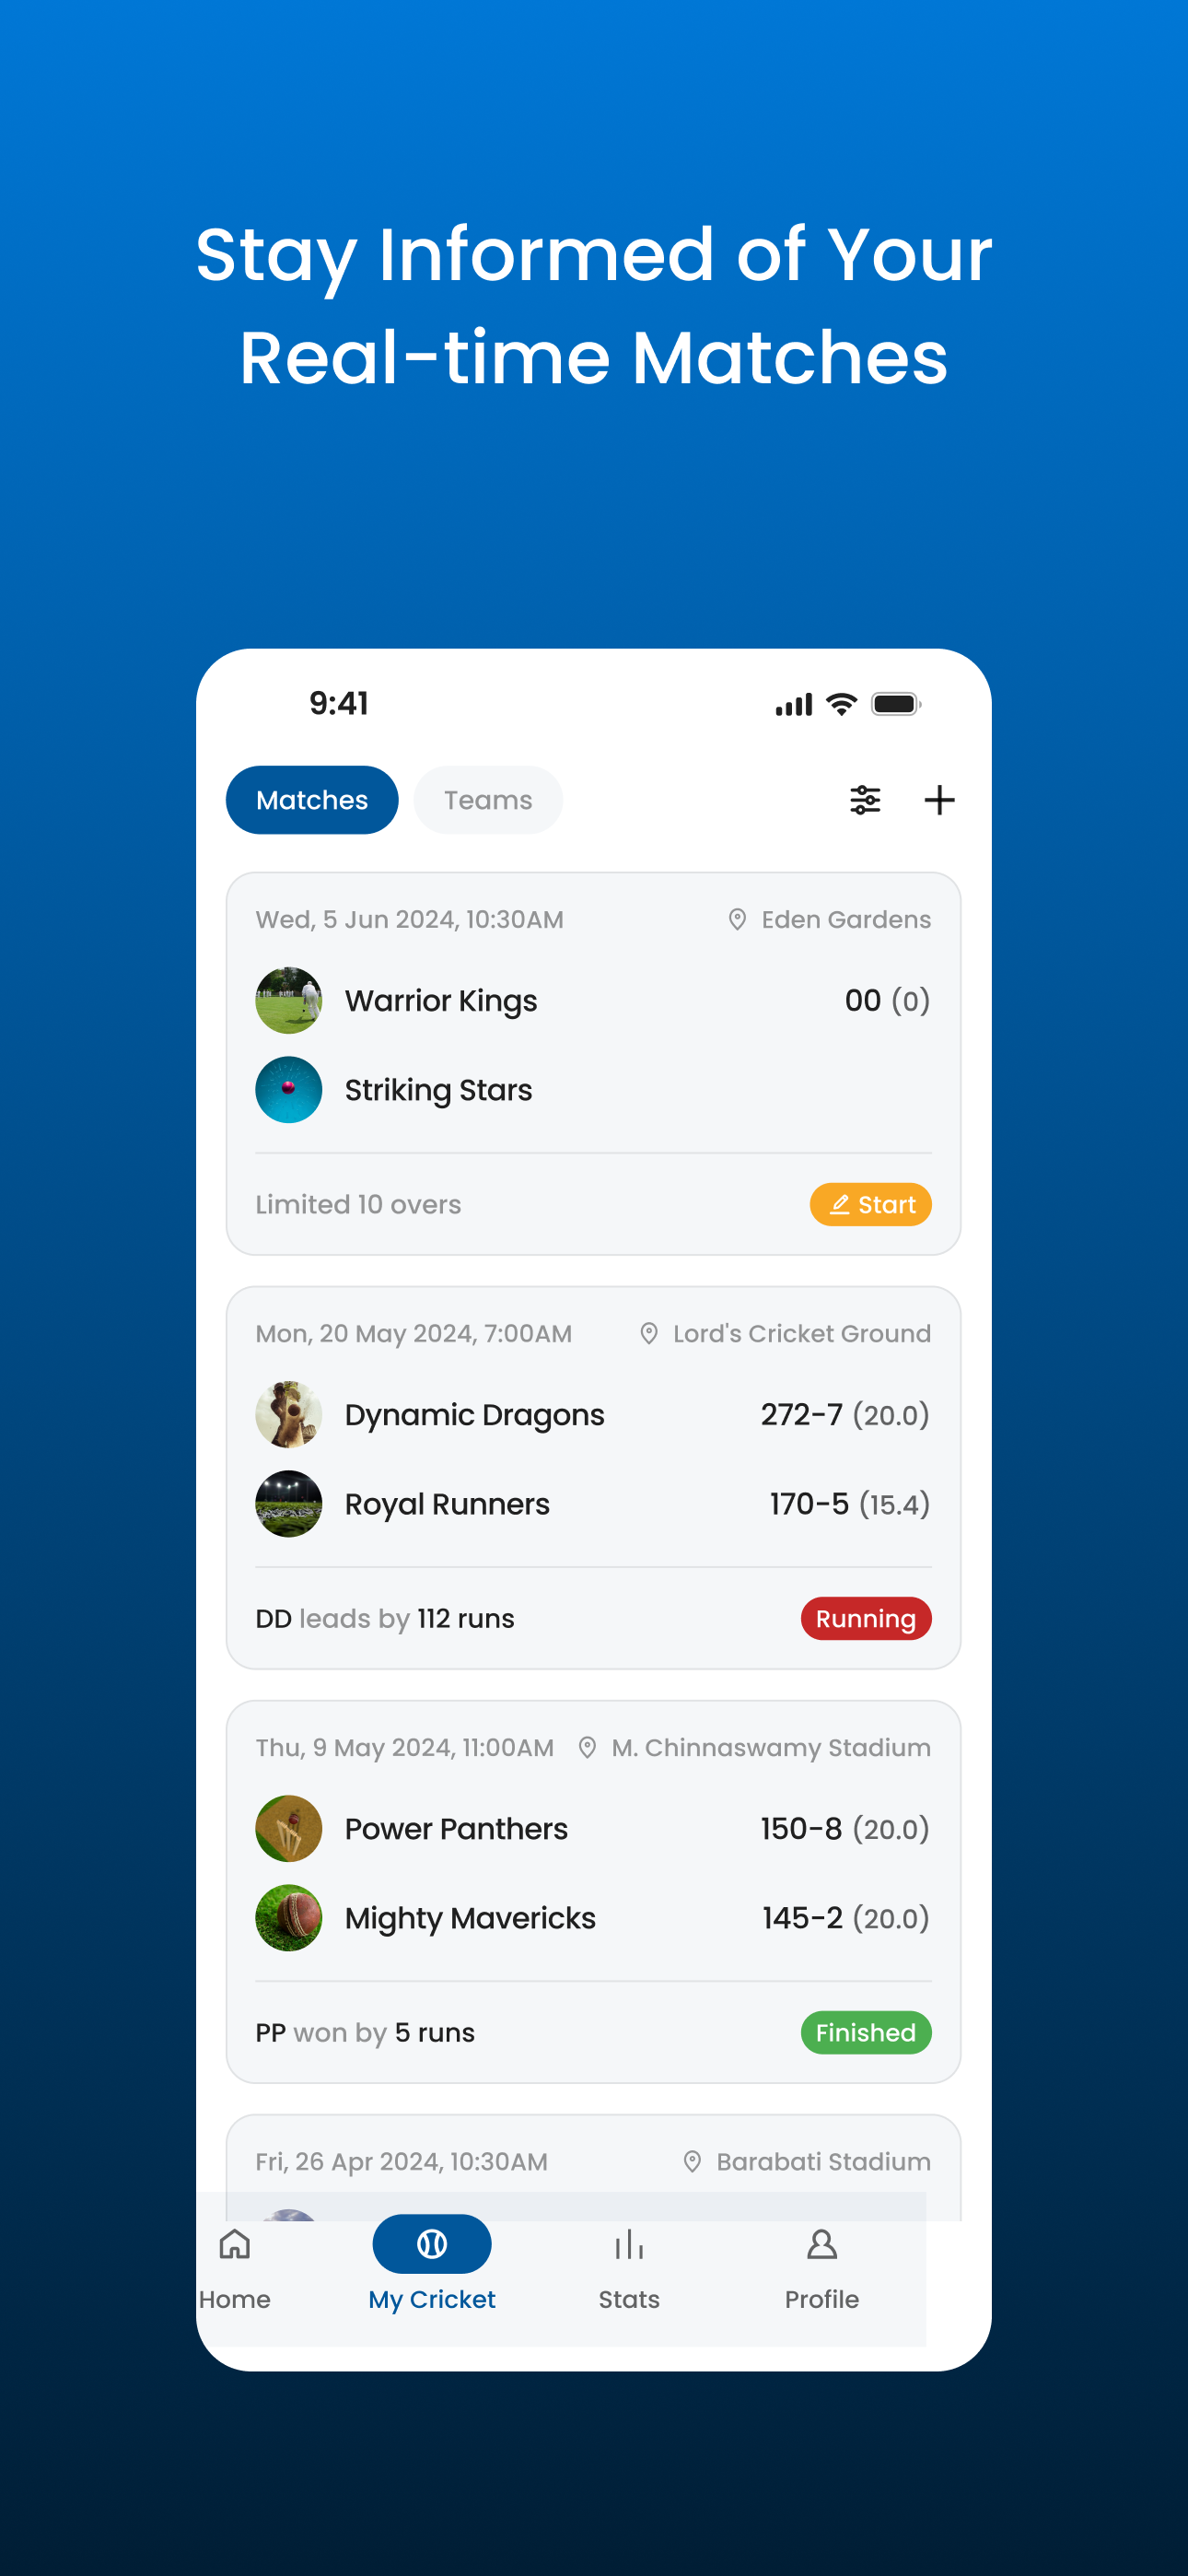 Stay Informed of Your
Real-time Matches
9:41
Matches Teams
Wed, 5 Jun 2024, 10:30AM Eden Gardens
Warrior Kings 00 (0)
Striking Stars
Limited 10 overs Start
Mon, 20 May 2024, 7:00AM Lord's Cricket Ground
Dynamic Dragons 272-7 (20.0)
Royal Runners 170-5 (15.4)
DD leads by 112 runs Running
Thu, 9 May 2024, 11:00AM M. Chinnaswamy Stadium
Power Panthers 150-8 (20.0)
Mighty Mavericks 145-2 (20.0)
PP won by 5 runs Finished
Fri, 26 Apr 2024, 10:30AM Barabati Stadium
Home My Cricket Stats Profile